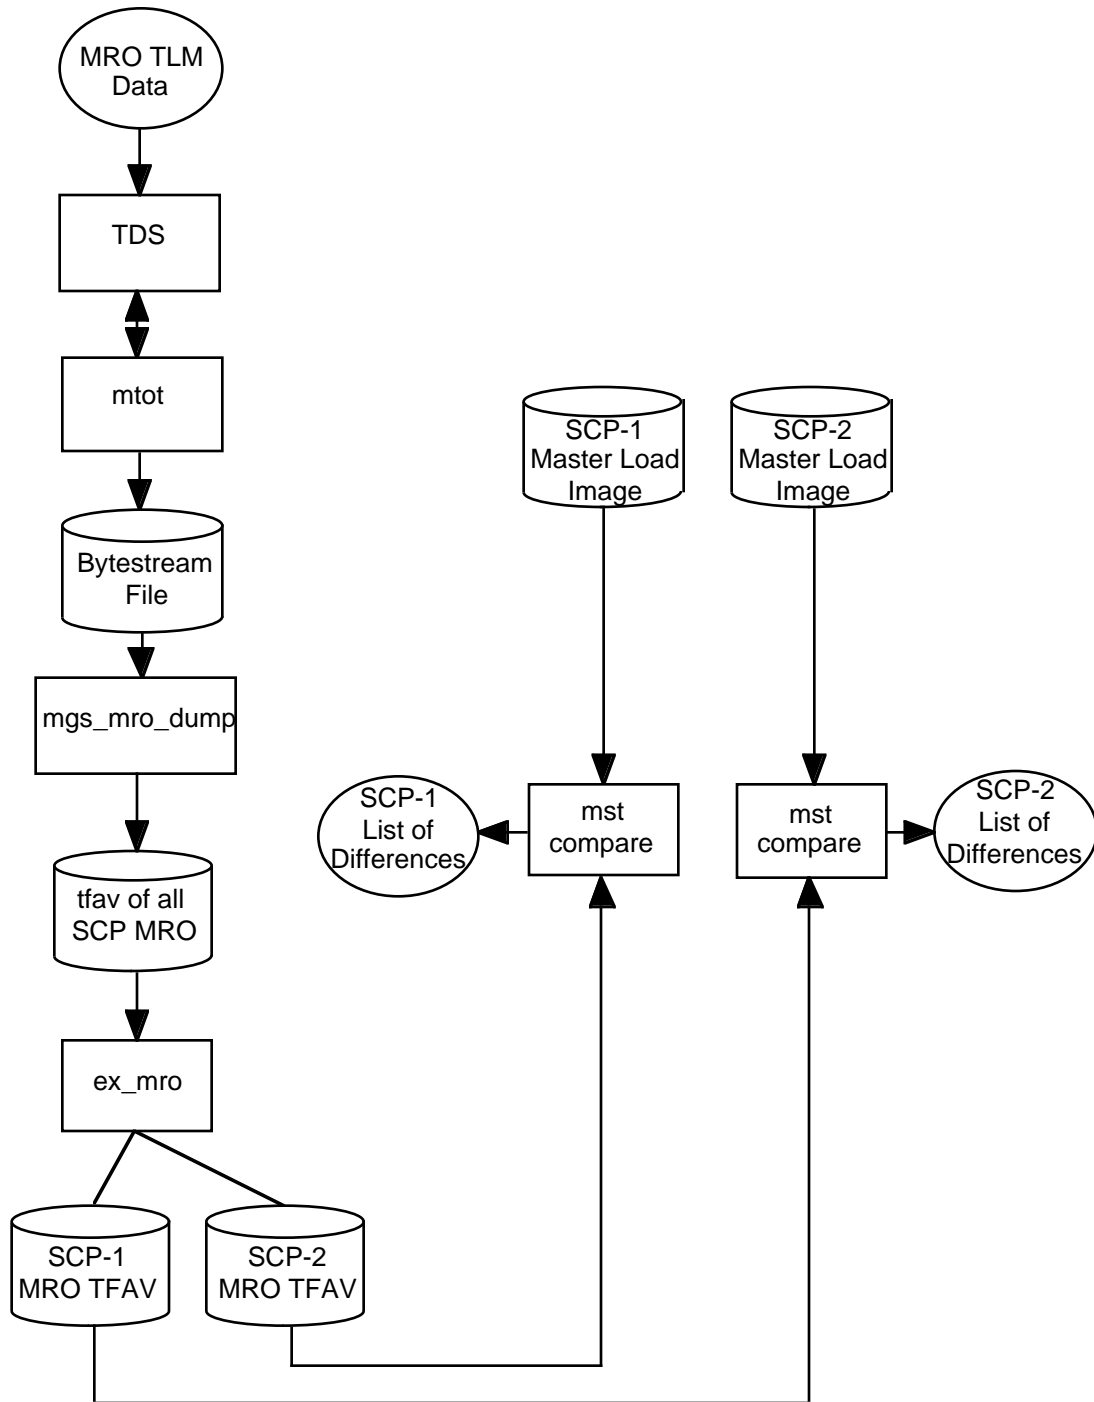 MRO TLM
Data
TDS
mtot
Bytestream
File
mgs_mro_dump
tfav of all
SCP MRO
ex_mro
SCP-1
MRO TFAV
SCP-2
MRO TFAV
SCP-1
Master Load
Image
SCP-2
Master Load
Image
SCP-1
List of
Differences
mst
compare
mst
compare
SCP-2
List of
Differences